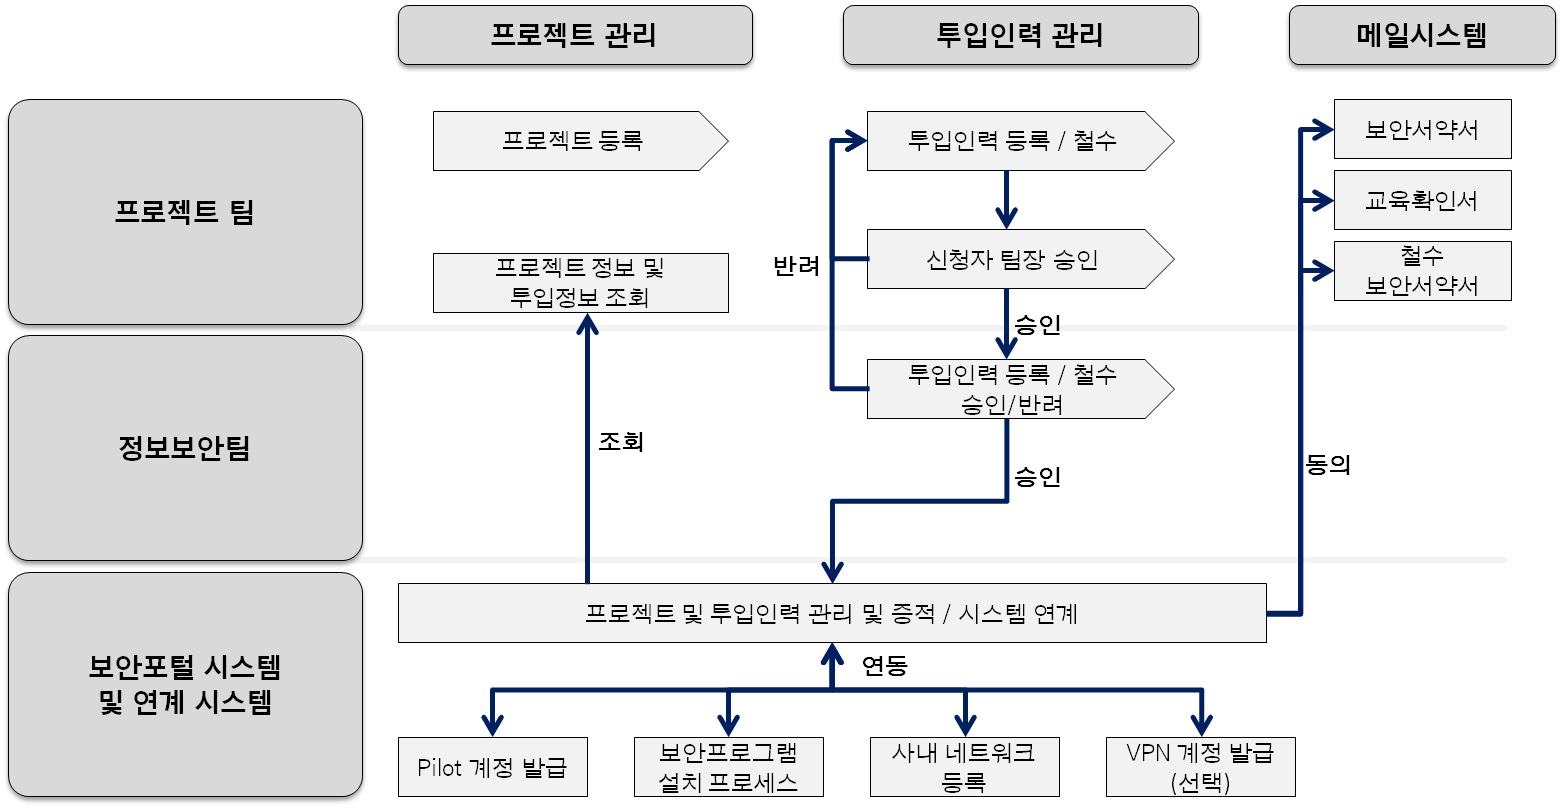 프로젝트 관리
투입인력 관리
메일시스템
프로젝트 팀
프로젝트 등록
투입인력 등록 / 철수
보안서약서
교육확인서
프로젝트 정보 및
투입정보 조회
반려
신청자 팀장 승인
철수
보안서약서
승인
정보보안팀
투입인력 등록 / 철수
승인/반려
조회
승인
동의
보안포털 시스템
및 연계 시스템
프로젝트 및 투입인력 관리 및 증적 / 시스템 연계
연동
Pilot 계정 발급
보안프로그램
설치 프로세스
사내 네트워크
등록
VPN 계정 발급
(선택)